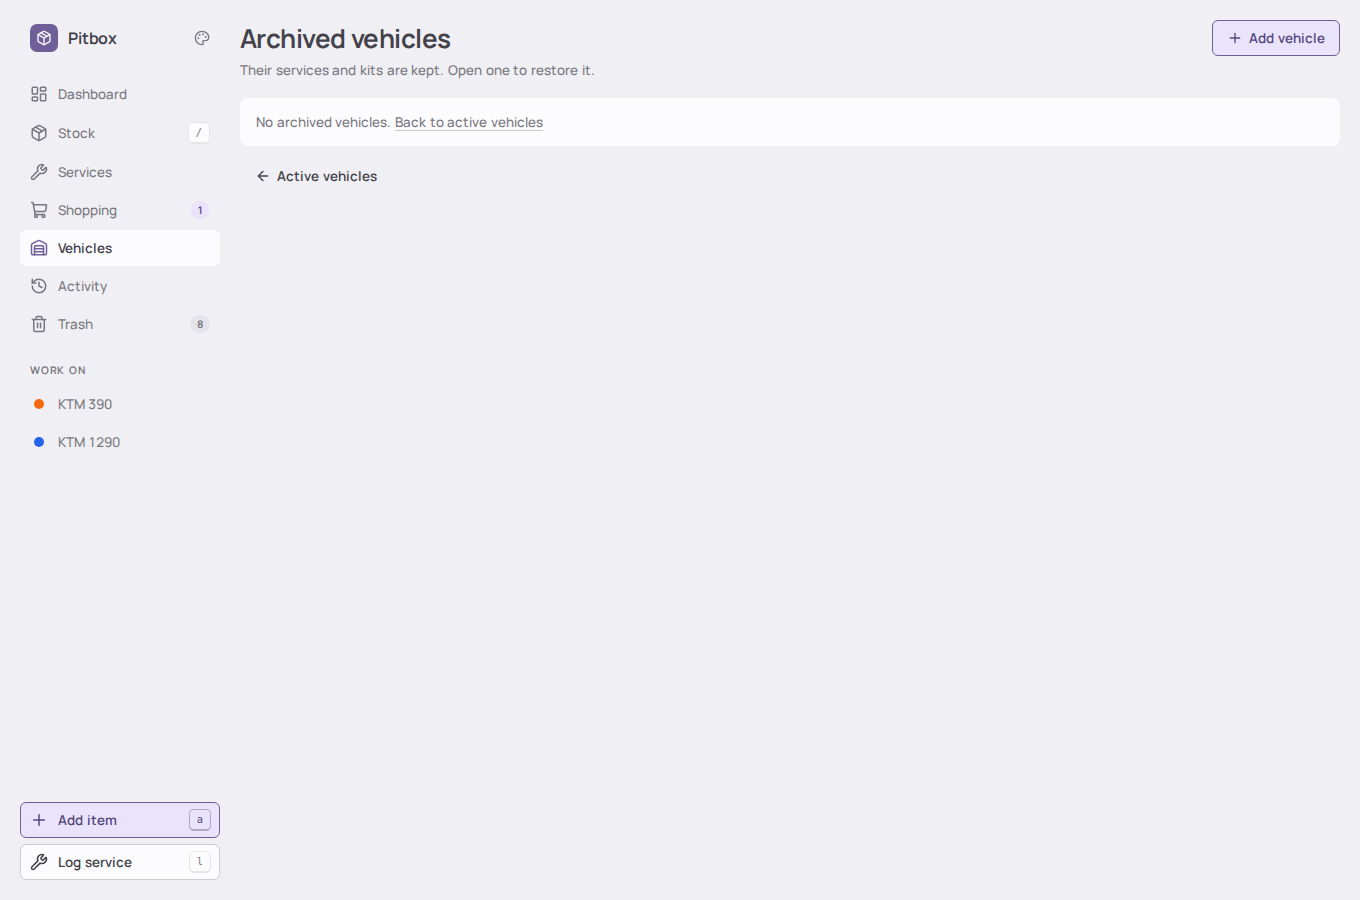 Pitbox
Dashboard
Stock /
Services
Shopping 1
Vehicles
Activity
Trash 8
WORK ON
KTM 390
KTM 1290
Add item a
Log service l
Archived vehicles
Add vehicle
Their services and kits are kept. Open one to restore it.
No archived vehicles. Back to active vehicles
Active vehicles